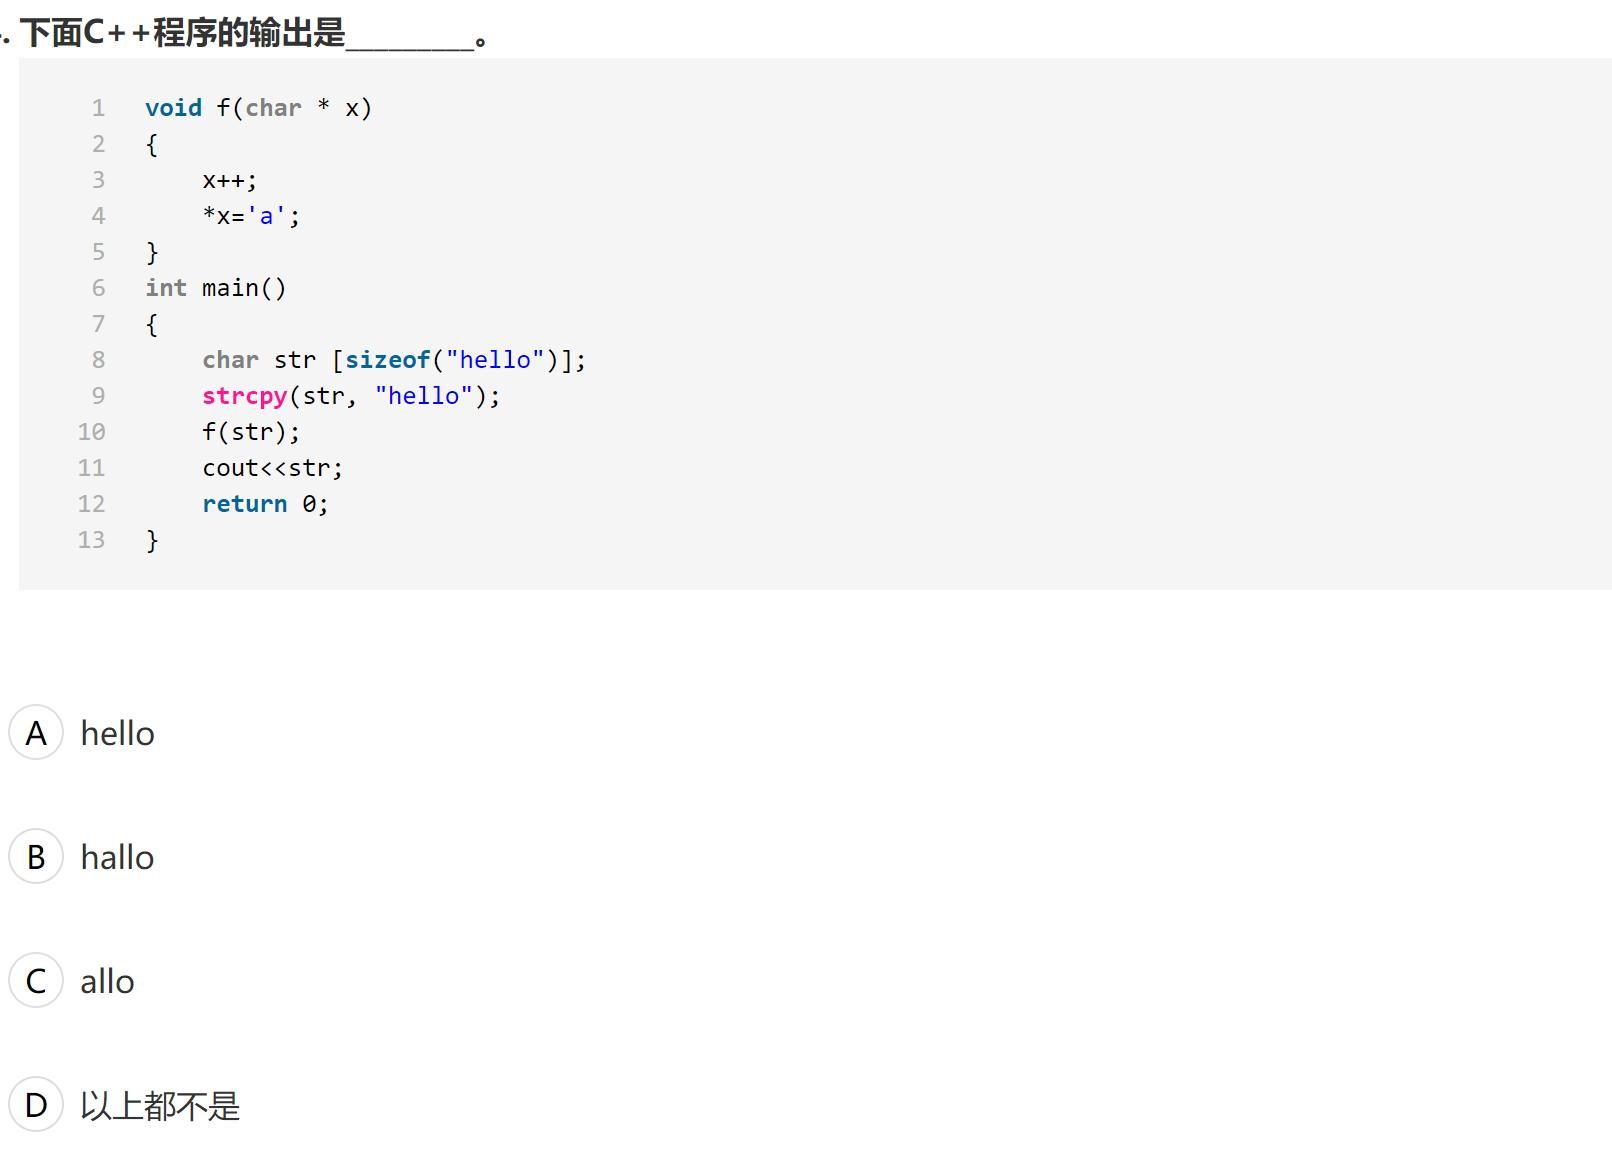 . 下面C++程序的输出是_________。
1 void f(char * x)
2 {
3     x++;
4     *x='a';
5 }
6 int main()
7 {
8     char str [sizeof("hello")];
9     strcpy(str, "hello");
10     f(str);
11     cout<<str;
12     return 0;
13 }
A hello
B hallo
C allo
D 以上都不是